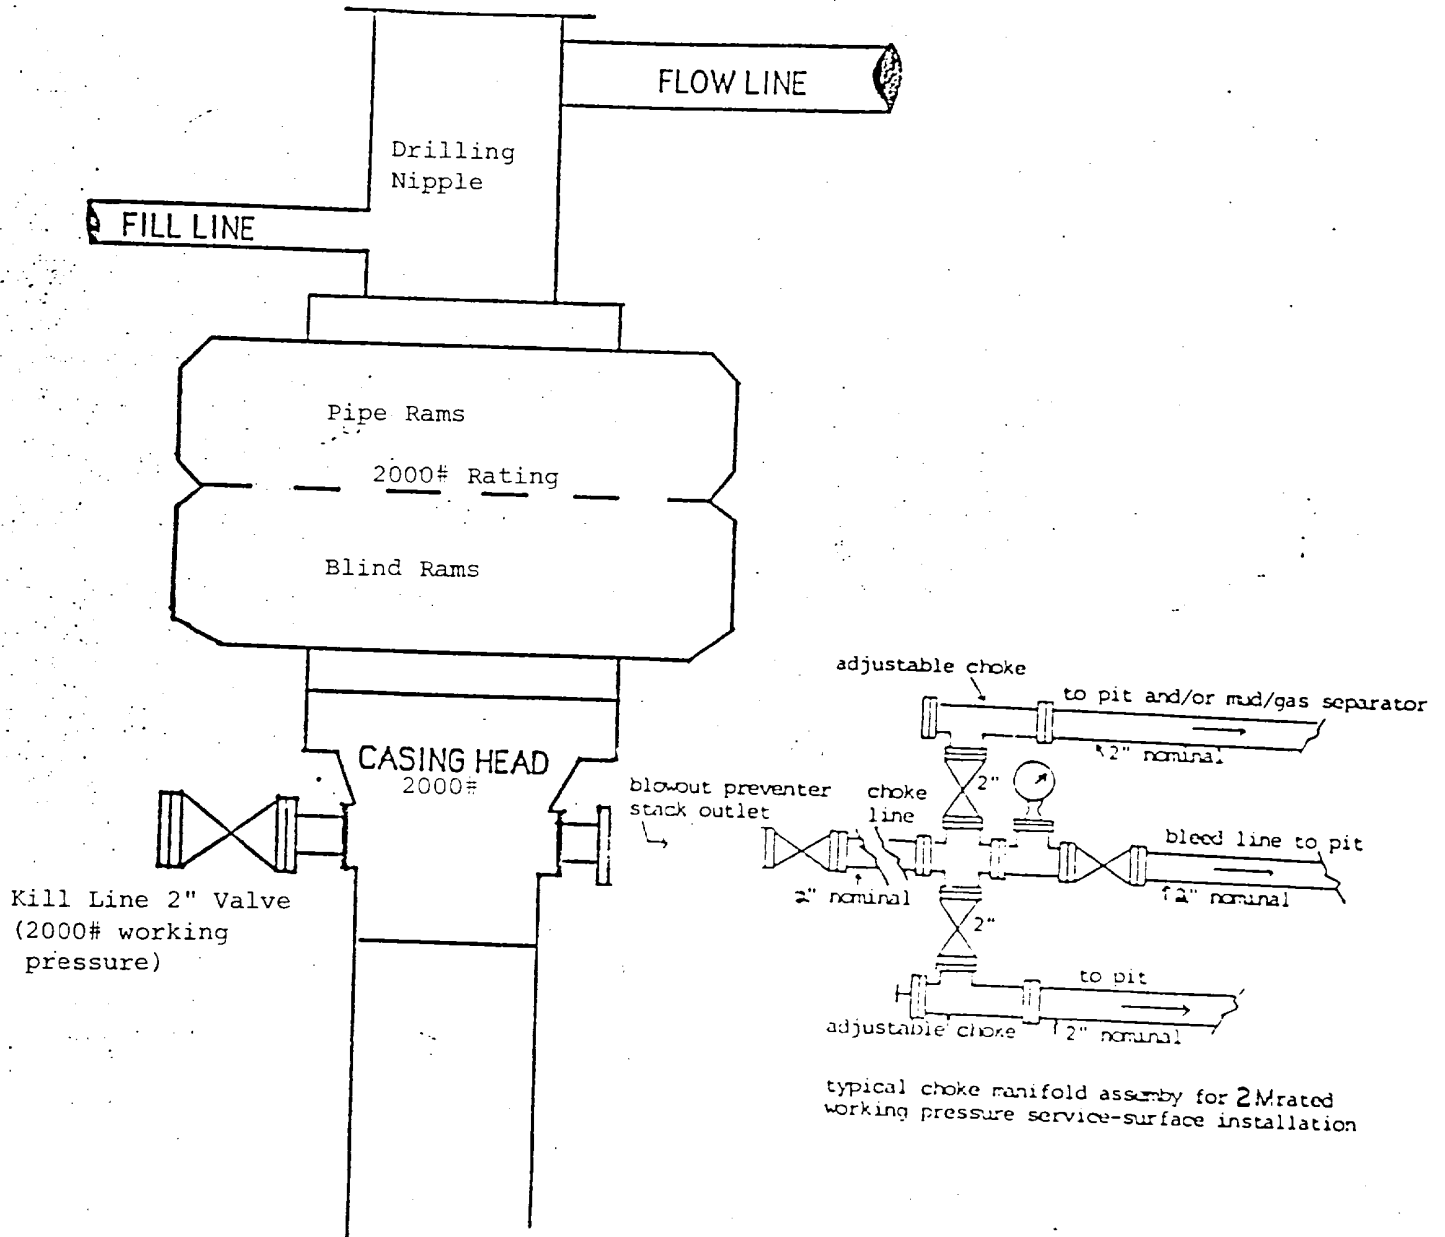 FLOW LINE
Drilling
Nipple
FILL LINE
Pipe Rams
2000# Rating
Blind Rams
CASING HEAD
2000#
Kill Line 2" Valve
(2000# working
pressure)
blowout preventer
stack outlet
choke
line
2" nominal
adjustable choke
to pit and/or mud/gas separator
2" nominal
2"
bleed line to pit
2" nominal
2"
to pit
adjustable choke
2" nominal
typical choke manifold assemby for 2M rated
working pressure service-surface installation